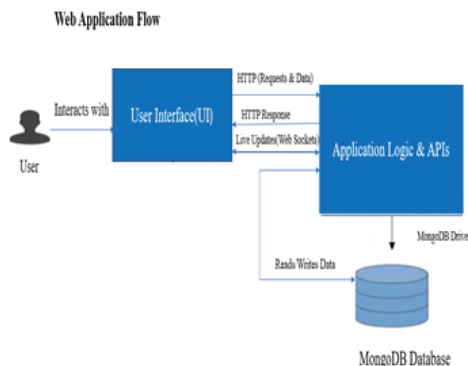 Web Application Flow
HTTP (Requests & Data)
Interacts with
User Interface(UI)
HTTP Response
Live Updates(Web Sockets)
Application Logic & APIs
User
MongoDB Drive
Reads Writes Data
MongoDB Database